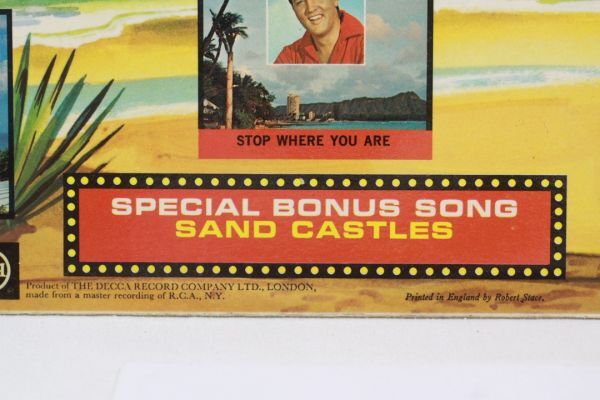 STOP WHERE YOU ARE
SPECIAL BONUS SONG
SAND CASTLES
Product of THE DECCA RECORD COMPANY LTD., LONDON,
made from a master recording of R.C.A., N.Y.
Printed in England by Robert Stace.